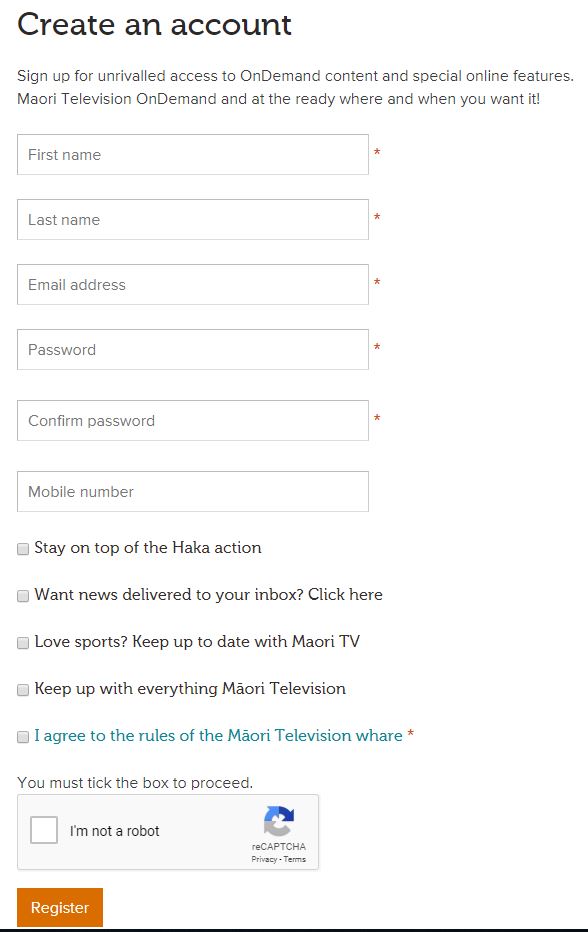 Create an account
Sign up for unrivalled access to OnDemand content and special online features.
Maori Television OnDemand and at the ready where and when you want it!
First name *
Last name *
Email address *
Password *
Confirm password *
Mobile number
Stay on top of the Haka action
Want news delivered to your inbox? Click here
Love sports? Keep up to date with Maori TV
Keep up with everything Māori Television
I agree to the rules of the Māori Television whare *
You must tick the box to proceed.
I'm not a robot
reCAPTCHA
Privacy - Terms
Register